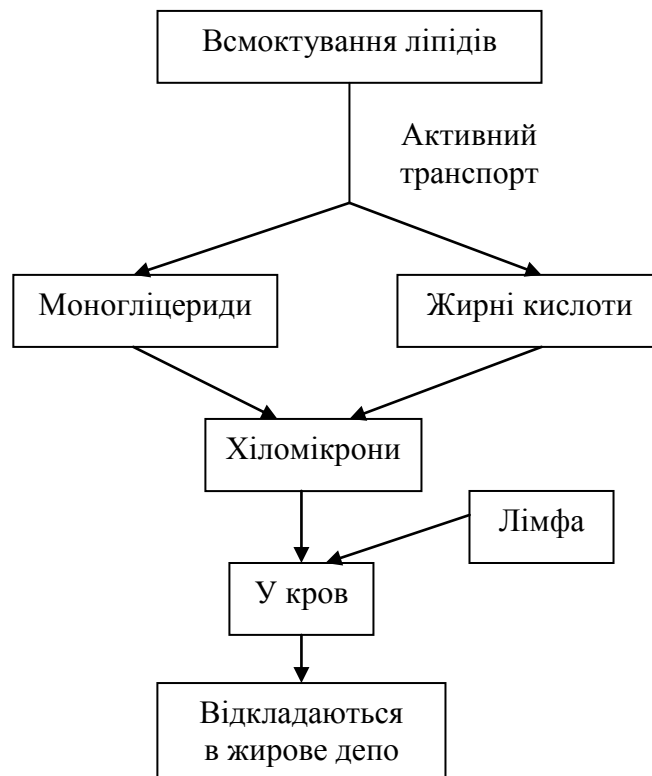 Всмоктування ліпідів
Активний
транспорт
Моногліцериди
Жирні кислоти
Хіломікрони
Лімфа
У кров
Відкладаються
в жирове депо